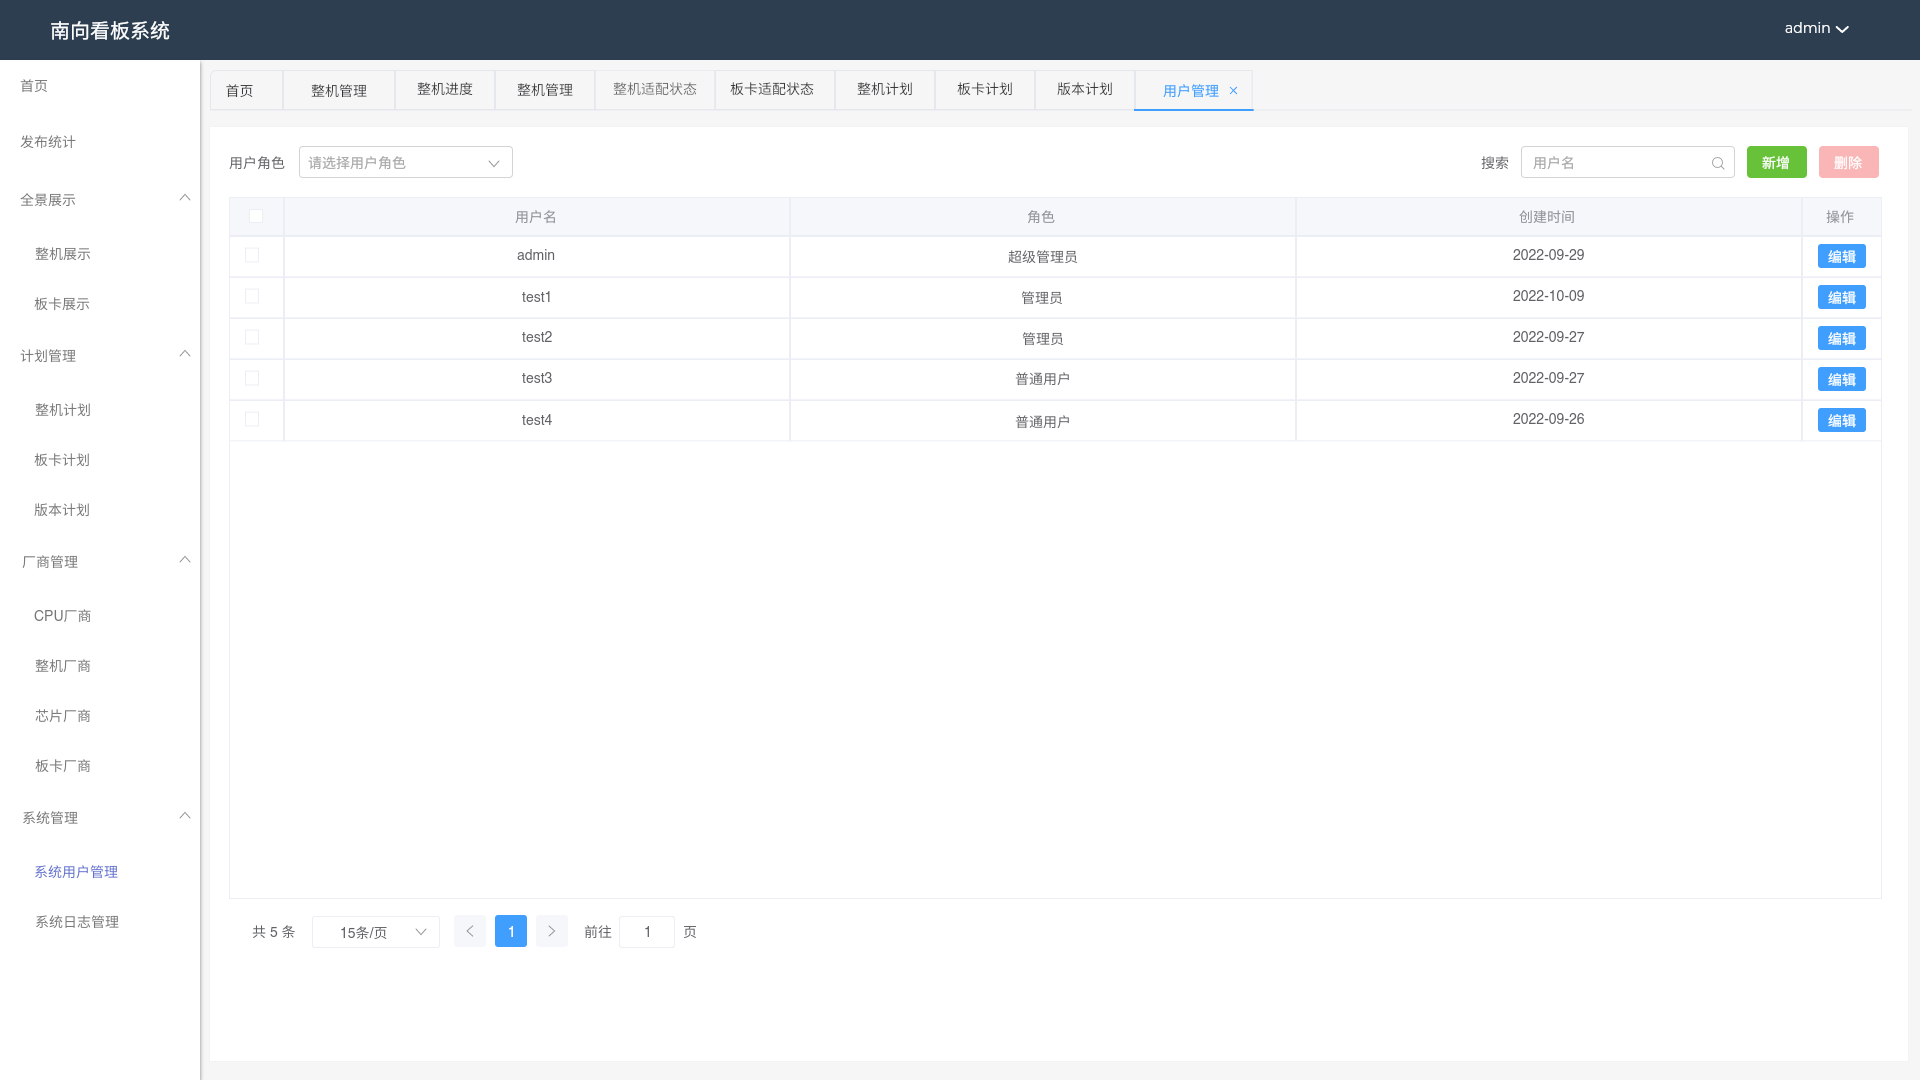 南向看板系统
admin
首页
发布统计
全景展示
整机展示
板卡展示
计划管理
整机计划
板卡计划
版本计划
厂商管理
CPU厂商
整机厂商
芯片厂商
板卡厂商
系统管理
系统用户管理
系统日志管理
首页 整机管理 整机进度 整机管理 整机适配状态 板卡适配状态 整机计划 板卡计划 版本计划 用户管理 ×
用户角色 请选择用户角色 搜索 用户名 新增 删除
用户名 角色 创建时间 操作
admin 超级管理员 2022-09-29 编辑
test1 管理员 2022-10-09 编辑
test2 管理员 2022-09-27 编辑
test3 普通用户 2022-09-27 编辑
test4 普通用户 2022-09-26 编辑
共 5 条 15条/页 1 前往 1 页